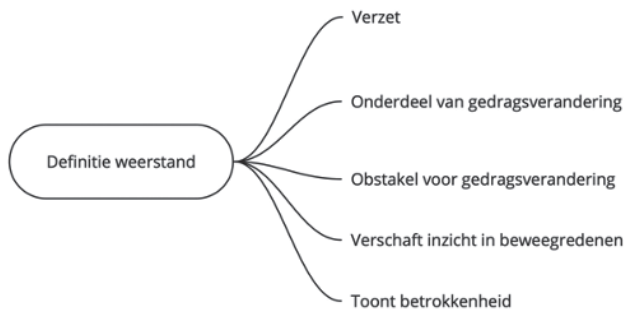 Verzet
Onderdeel van gedragsverandering
Definitie weerstand
Obstakel voor gedragsverandering
Verschaft inzicht in beweegredenen
Toont betrokkenheid